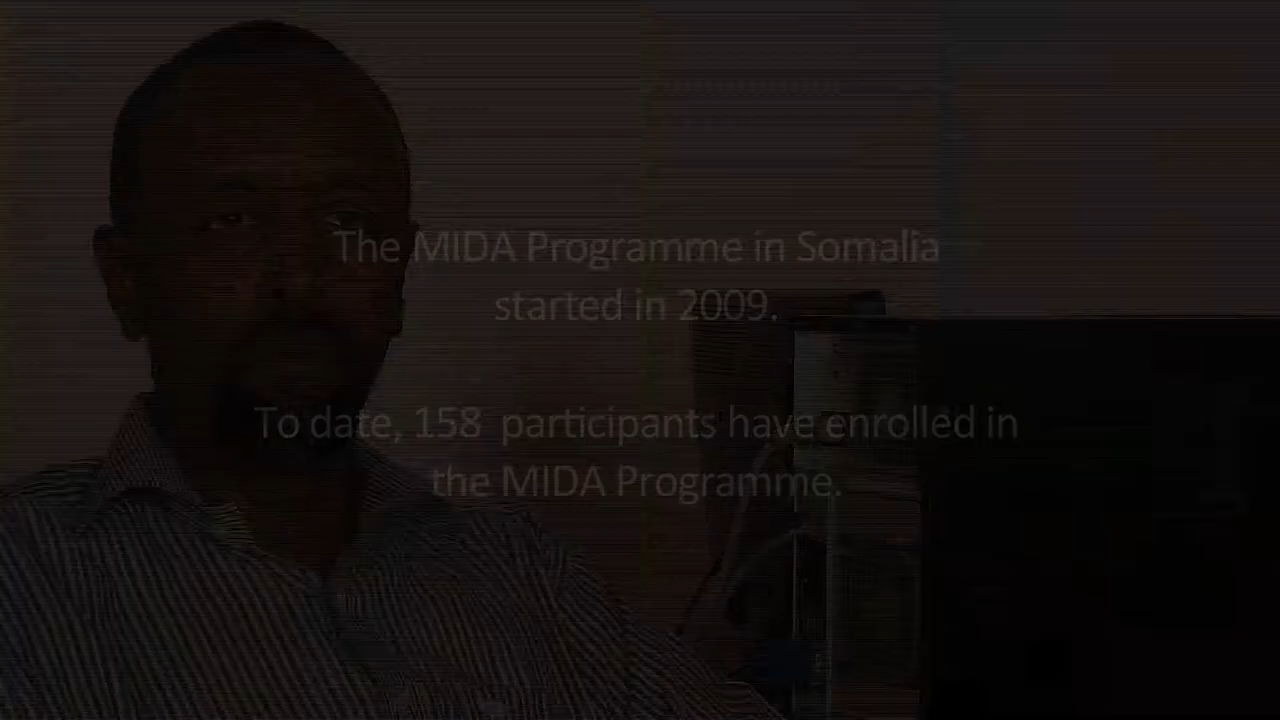 The MIDA Programme in Somalia
started in 2009.
To date, 158 participants have enrolled in
the MIDA Programme.